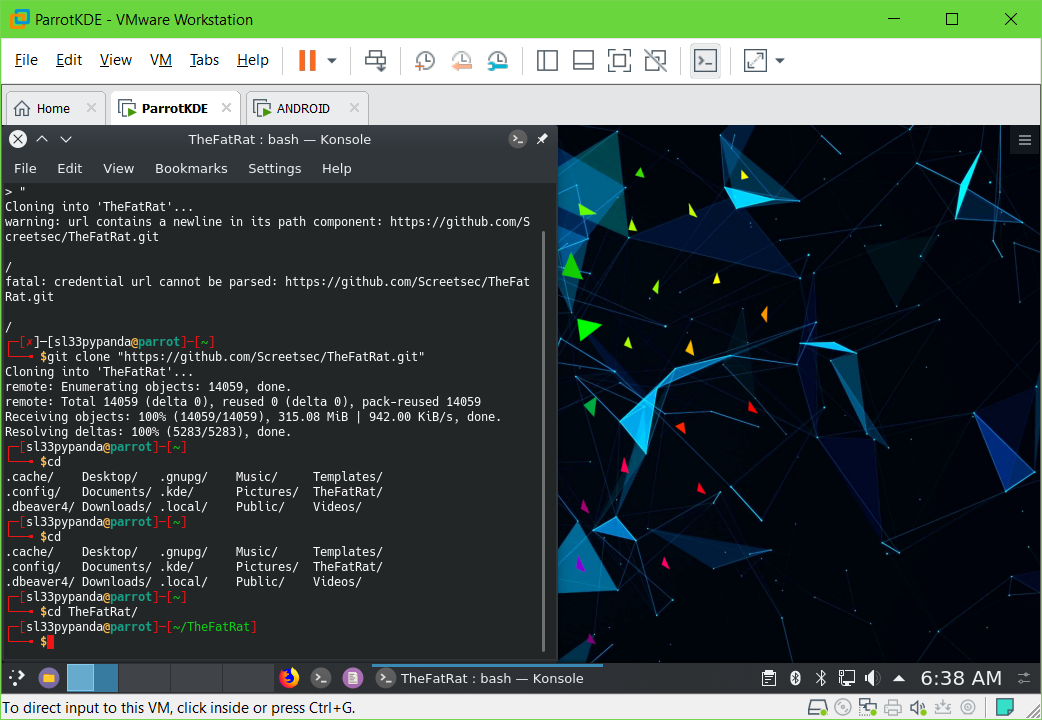 ParrotKDE - VMware Workstation
File Edit View VM Tabs Help
Home ParrotKDE ANDROID
TheFatRat : bash — Konsole
File Edit View Bookmarks Settings Help
> "
Cloning into 'TheFatRat'...
warning: url contains a newline in its path component: https://github.com/S
creetsec/TheFatRat.git
/
fatal: credential url cannot be parsed: https://github.com/Screetsec/TheFat
Rat.git
/
┌─[✗]─[sl33pypanda@parrot]─[~]
└──╼ $git clone "https://github.com/Screetsec/TheFatRat.git"
Cloning into 'TheFatRat'...
remote: Enumerating objects: 14059, done.
remote: Total 14059 (delta 0), reused 0 (delta 0), pack-reused 14059
Receiving objects: 100% (14059/14059), 315.08 MiB | 942.00 KiB/s, done.
Resolving deltas: 100% (5283/5283), done.
┌─[sl33pypanda@parrot]─[~]
└──╼ $cd
.cache/ Desktop/ .gnupg/ Music/ Templates/
.config/ Documents/ .kde/ Pictures/ TheFatRat/
.dbeaver4/ Downloads/ .local/ Public/ Videos/
┌─[sl33pypanda@parrot]─[~]
└──╼ $cd
.cache/ Desktop/ .gnupg/ Music/ Templates/
.config/ Documents/ .kde/ Pictures/ TheFatRat/
.dbeaver4/ Downloads/ .local/ Public/ Videos/
┌─[sl33pypanda@parrot]─[~]
└──╼ $cd TheFatRat/
┌─[sl33pypanda@parrot]─[~/TheFatRat]
└──╼ $
TheFatRat : bash — Konsole 6:38 AM
To direct input to this VM, click inside or press Ctrl+G.